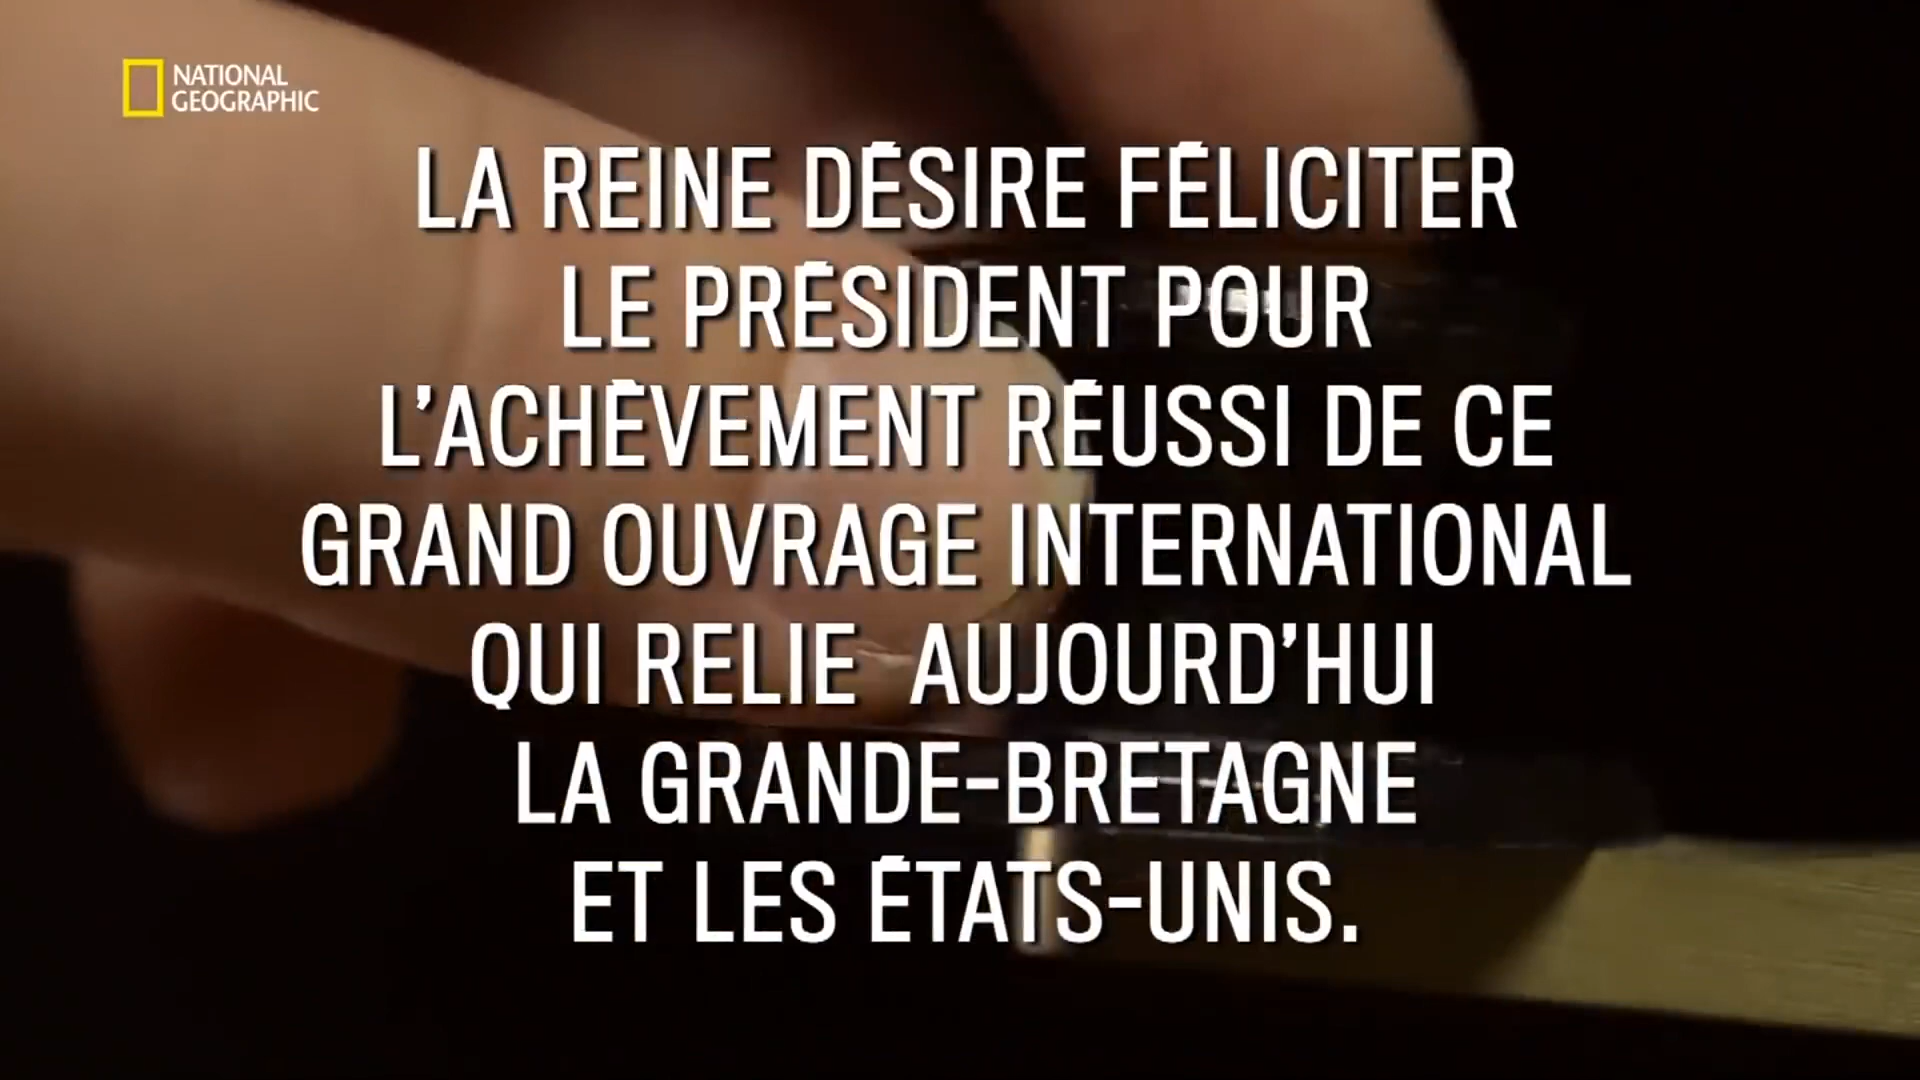 NATIONAL
GEOGRAPHIC
LA REINE DÉSIRE FÉLICITER
LE PRÉSIDENT POUR
L'ACHÈVEMENT RÉUSSI DE CE
GRAND OUVRAGE INTERNATIONAL
QUI RELIE  AUJOURD'HUI
LA GRANDE-BRETAGNE
ET LES ÉTATS-UNIS.